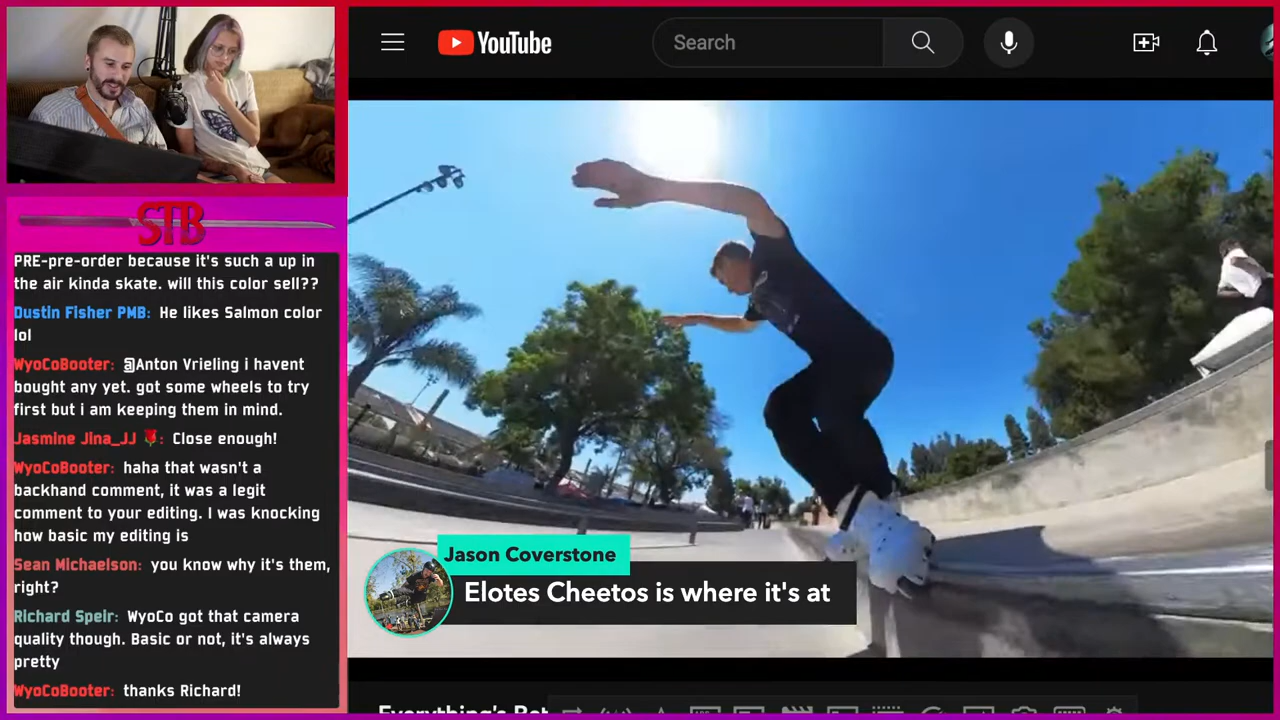 YouTube
Search
STB
PRE-pre-order because it's such a up in
the air kinda skate. will this color sell??
Dustin Fisher PMB: He likes Salmon color
lol
WyoCoBooter: @Anton Vrieling i havent
bought any yet. got some wheels to try
first but i am keeping them in mind.
Jasmine Jina_JJ 🌹: Close enough!
WyoCoBooter: haha that wasn't a
backhand comment, it was a legit
comment to your editing. I was knocking
how basic my editing is
Sean Michaelson: you know why it's them,
right?
Richard Speir: WyoCo got that camera
quality though. Basic or not, it's always
pretty
WyoCoBooter: thanks Richard!
Jason Coverstone
Elotes Cheetos is where it's at